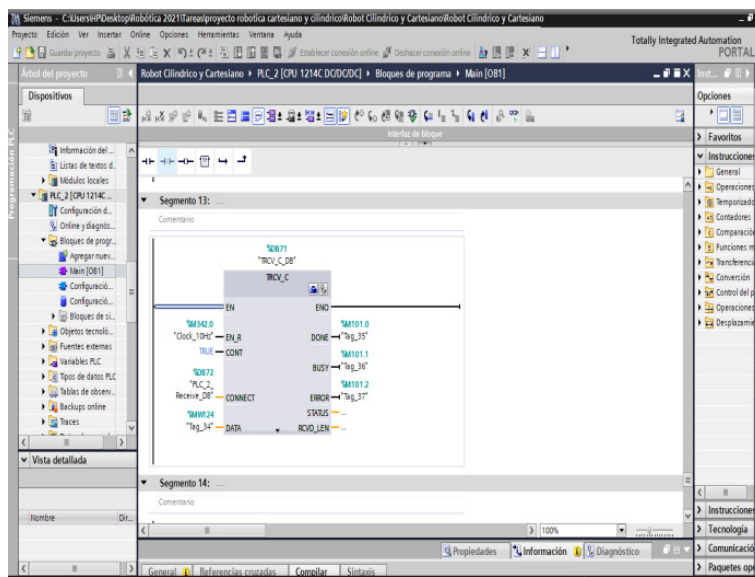 Siemens - C:\Users\HP\Desktop\Robótica 2021\Tareas\proyecto robotica cartesiano y cilindrico\Robot Cilindrico y Cartesiano\Robot Cilindrico y Cartesiano
Proyecto Edición Ver Insertar Online Opciones Herramientas Ventana Ayuda
Totally Integrated Automation
PORTAL
Guardar proyecto
Establecer conexión online
Deshacer conexión online
Árbol del proyecto
Robot Cilindrico y Cartesiano PLC_2 [CPU 1214C DC/DC/DC] Bloques de programa Main [OB1]
Inst...
Dispositivos
Opciones
Interfaz de bloque
Programación PLC
Información del ...
Listas de textos d...
Módulos locales
PLC_2 [CPU 1214C ...
Configuración d...
Online y diagnós...
Bloques de progr...
Agregar nuev...
Main [OB1]
Configuració...
Configuració...
Bloques de si...
Objetos tecnoló...
Fuentes externas
Variables PLC
Tipos de datos PLC
Tablas de observ...
Backups online
Traces
Vista detallada
Nombre
Dir...
Segmento 13: ....
Comentario
%DB71
"TRCV_C_DB"
TRCV_C
EN
ENO
%M342.0
"Clock_10Hz"
EN_R
TRUE
CONT
%DB72
"PLC_2_
Receive_DB"
CONNECT
%MW124
"Tag_34"
DATA
%M101.0
DONE
"Tag_35"
%M101.1
BUSY
"Tag_36"
%M101.2
ERROR
"Tag_37"
STATUS
...
RCVD_LEN
...
Segmento 14: ....
Comentario
100%
Favoritos
Instrucciones
General
Operaciones
Temporizado
Contadores
Comparació
Funciones m
Transferenci
Conversión
Control del p
Operaciones
Desplazamie
Instrucciones
Tecnología
Comunicació
Paquetes op
Propiedades
Información
Diagnóstico
General
Referencias cruzadas
Compilar
Sintaxis